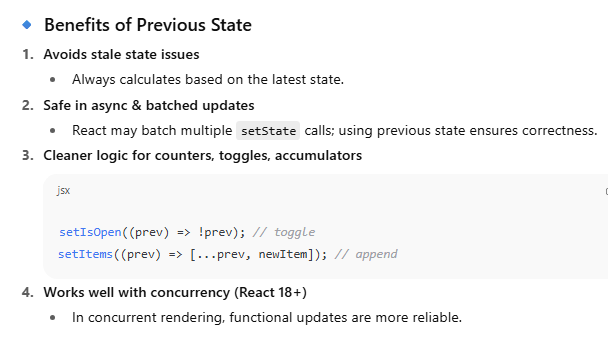 Benefits of Previous State
1. Avoids stale state issues
• Always calculates based on the latest state.
2. Safe in async & batched updates
• React may batch multiple setState calls; using previous state ensures correctness.
3. Cleaner logic for counters, toggles, accumulators
jsx
setIsOpen((prev) => !prev); // toggle
setItems((prev) => [...prev, newItem]); // append
4. Works well with concurrency (React 18+)
• In concurrent rendering, functional updates are more reliable.